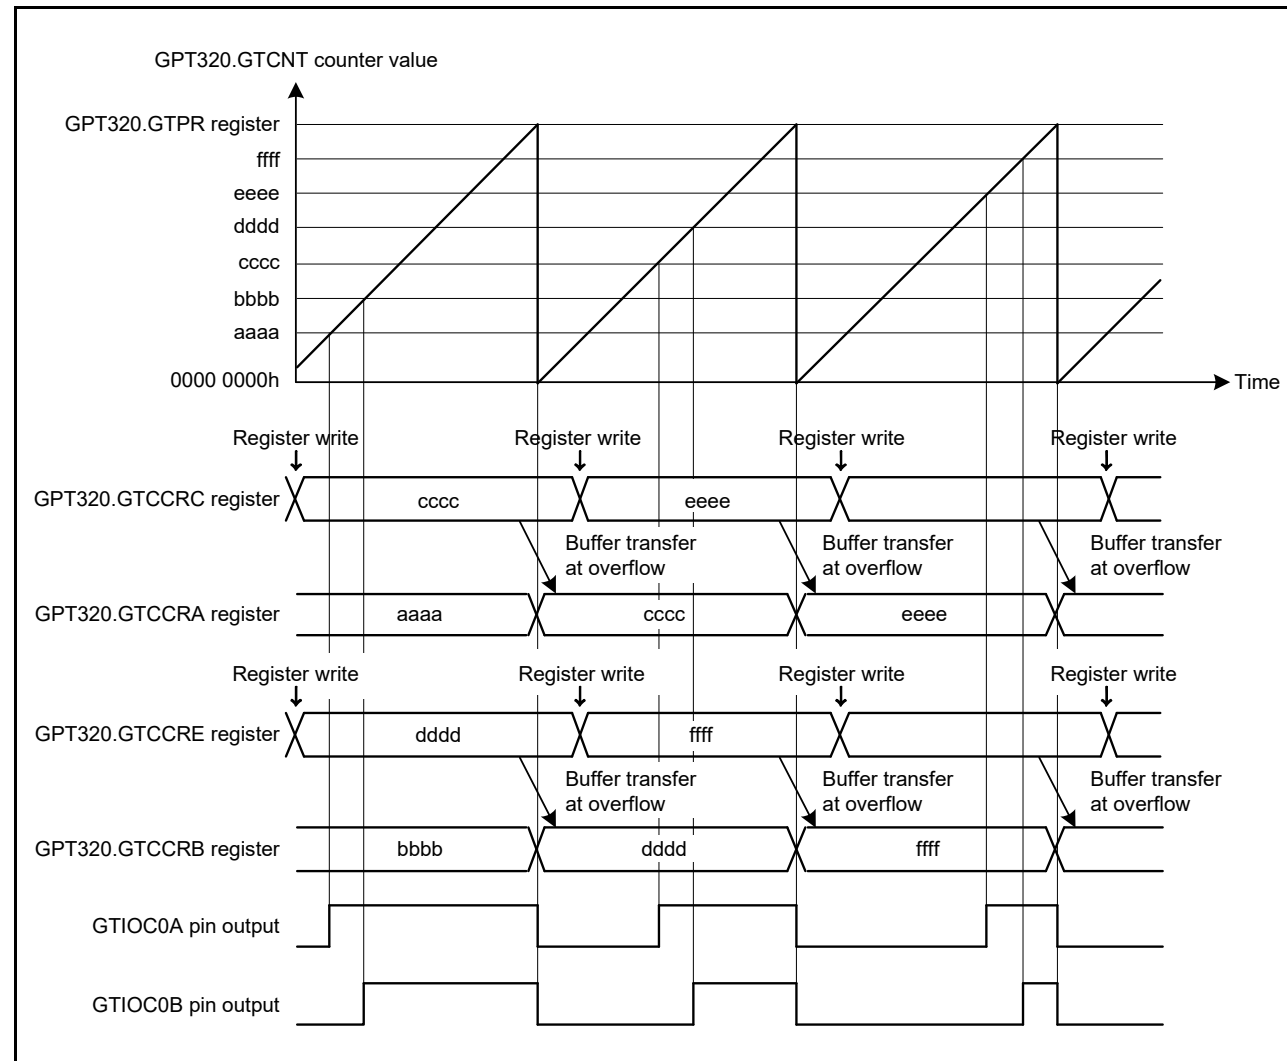 GPT320.GTCNT counter value
GPT320.GTPR register
ffff
eeee
dddd
cccc
bbbb
aaaa
0000 0000h
Time
Register write Register write Register write Register write
GPT320.GTCCRC register cccc eeee
Buffer transfer Buffer transfer Buffer transfer
at overflow at overflow at overflow
GPT320.GTCCRA register aaaa cccc eeee
Register write Register write Register write Register write
GPT320.GTCCRE register dddd ffff
Buffer transfer Buffer transfer Buffer transfer
at overflow at overflow at overflow
GPT320.GTCCRB register bbbb dddd ffff
GTIOC0A pin output
GTIOC0B pin output